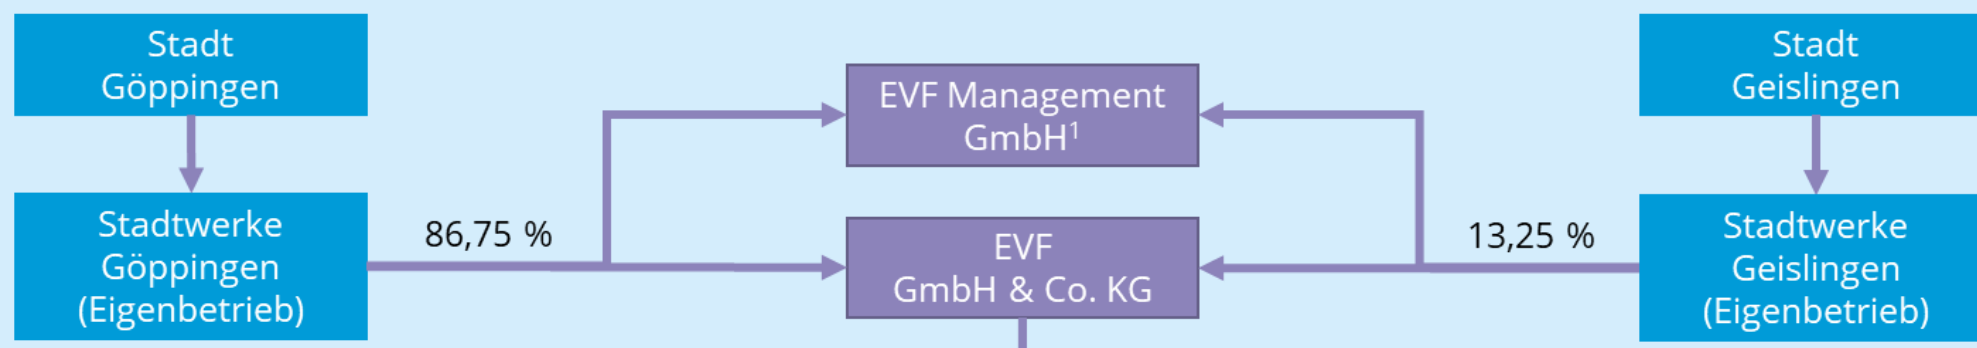 Stadt
Göppingen
Stadt
Geislingen
EVF Management
GmbH¹
Stadtwerke
Göppingen
(Eigenbetrieb)
86,75 %
EVF
GmbH & Co. KG
13,25 %
Stadtwerke
Geislingen
(Eigenbetrieb)